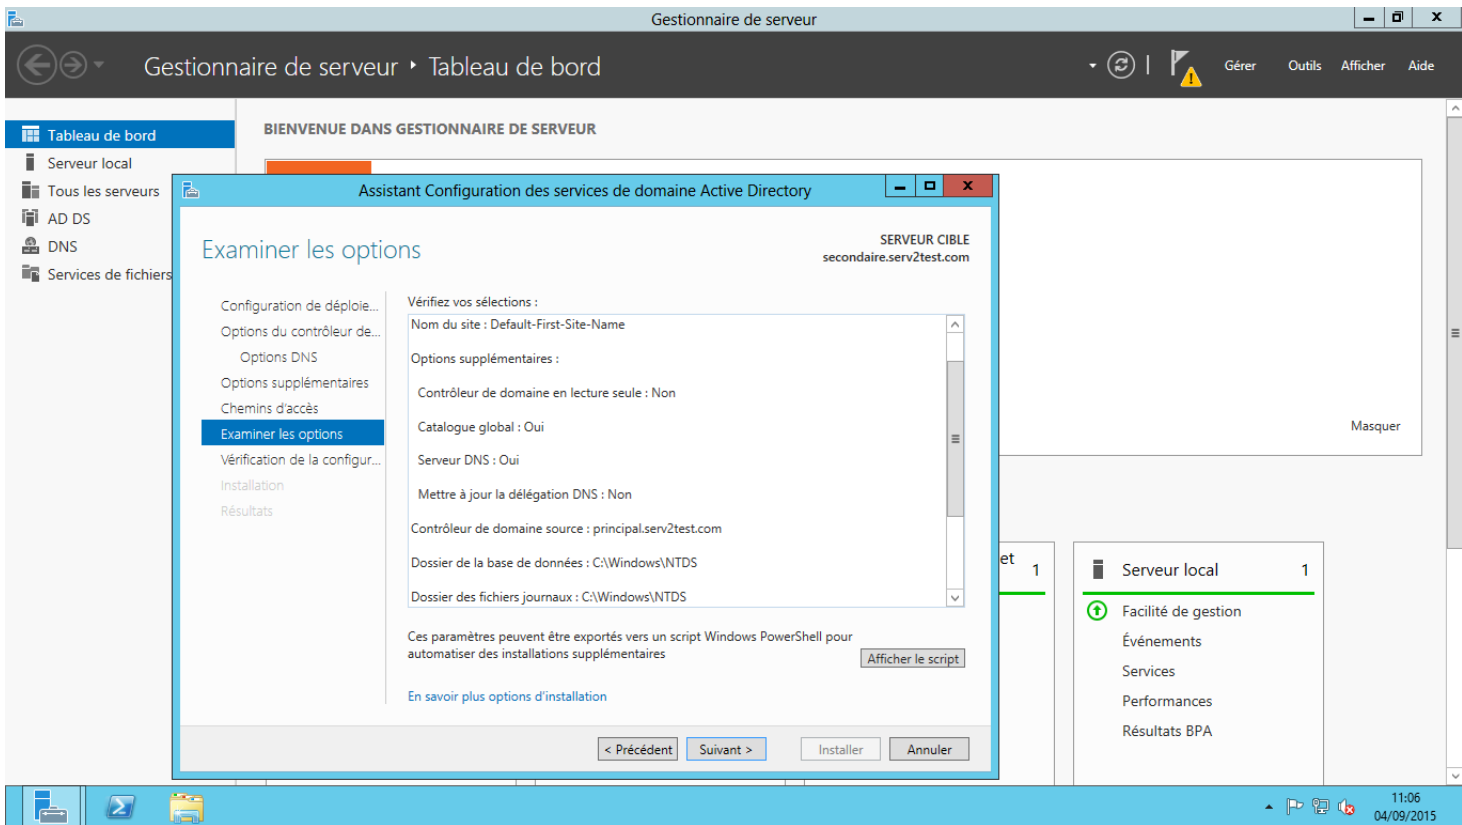 Gestionnaire de serveur
Gestionnaire de serveur ‣ Tableau de bord
Gérer Outils Afficher Aide
Tableau de bord
Serveur local
Tous les serveurs
AD DS
DNS
Services de fichiers
BIENVENUE DANS GESTIONNAIRE DE SERVEUR
Masquer
Assistant Configuration des services de domaine Active Directory
Examiner les options
SERVEUR CIBLE
secondaire.serv2test.com
Configuration de déploie...
Options du contrôleur de...
Options DNS
Options supplémentaires
Chemins d'accès
Examiner les options
Vérification de la configur...
Installation
Résultats
Vérifiez vos sélections :
Nom du site : Default-First-Site-Name
Options supplémentaires :
Contrôleur de domaine en lecture seule : Non
Catalogue global : Oui
Serveur DNS : Oui
Mettre à jour la délégation DNS : Non
Contrôleur de domaine source : principal.serv2test.com
Dossier de la base de données : C:\Windows\NTDS
Dossier des fichiers journaux : C:\Windows\NTDS
Ces paramètres peuvent être exportés vers un script Windows PowerShell pour
automatiser des installations supplémentaires
Afficher le script
En savoir plus options d'installation
< Précédent Suivant > Installer Annuler
et 1
Serveur local 1
Facilité de gestion
Événements
Services
Performances
Résultats BPA
11:06
04/09/2015